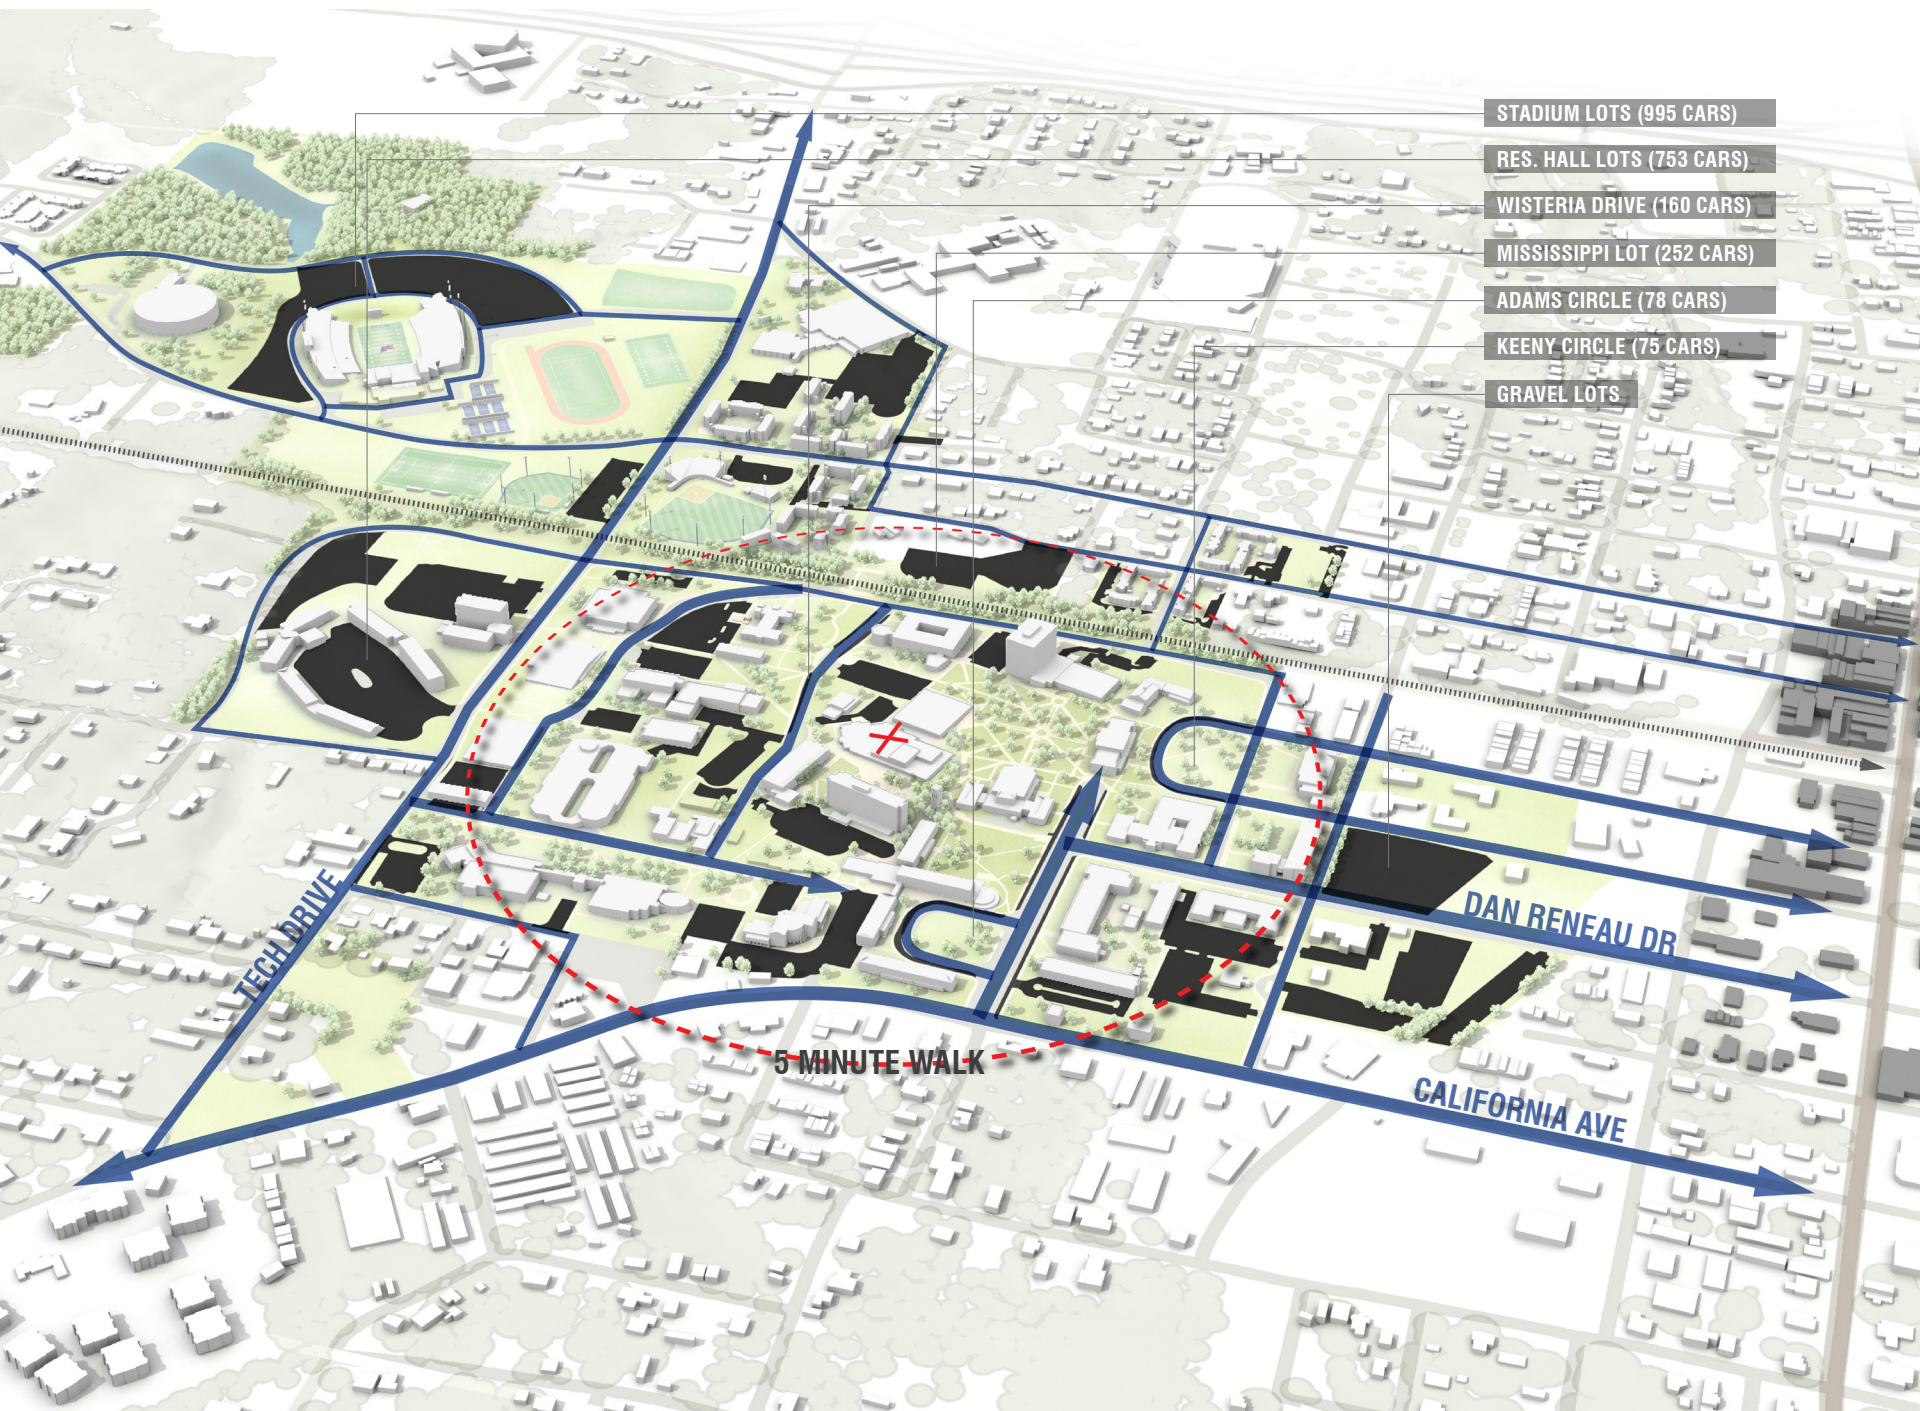 STADIUM LOTS (995 CARS)
RES. HALL LOTS (753 CARS)
WISTERIA DRIVE (160 CARS)
MISSISSIPPI LOT (252 CARS)
ADAMS CIRCLE (78 CARS)
KEENY CIRCLE (75 CARS)
GRAVEL LOTS
TECH DRIVE
DAN RENEAU DR
5 MINUTE WALK
CALIFORNIA AVE